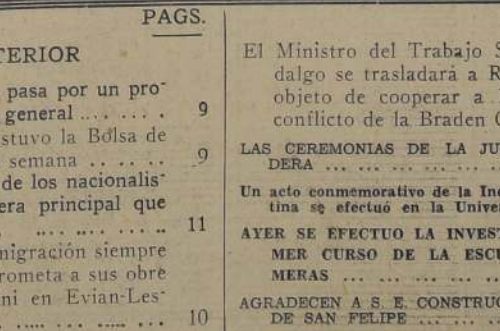 PAGS.
TERIOR
pasa por un pro-
general ........ 9
stuvo la Bolsa de
semana ...... 9
de los nacionalis-
era principal que
.... ... ... ... 11
migración siempre
rometa a sus obre
ni en Evian-Les-
... ..... ... ... 10
El Ministro del Trabajo S
dalgo se trasladará a R
objeto de cooperar a
conflicto de la Braden C
LAS CEREMONIAS DE LA JU
DERA ... ... ... ... ...
Un acto conmemorativo de la Ind
tina se efectuó en la Univer
AYER SE EFECTUO LA INVEST
MER CURSO DE LA ESCU
MERAS ... ... ... ...
AGRADECEN A S. E. CONSTRUC
DE SAN FELIPE ... ... ..